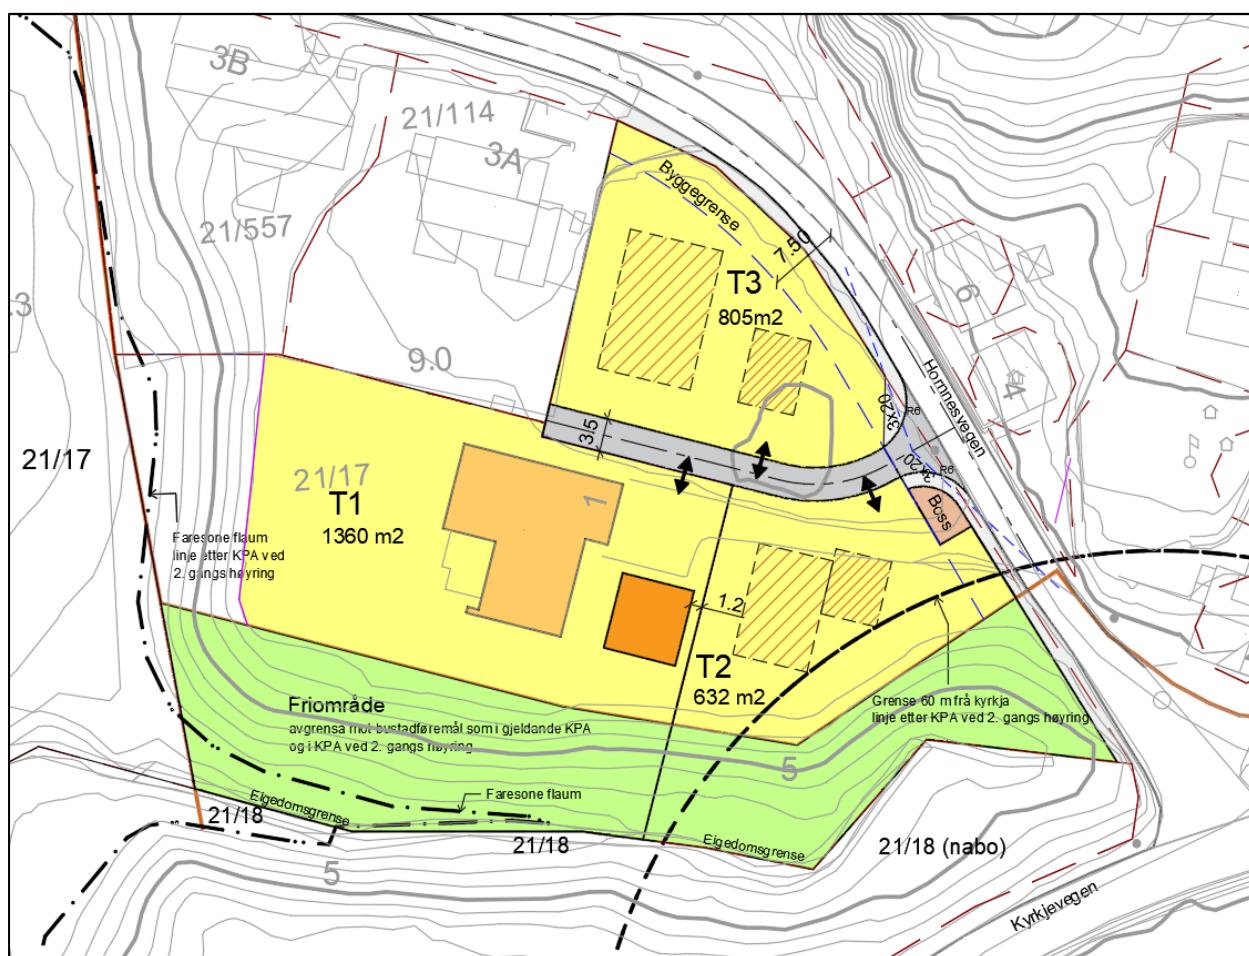 3B
21/114
3A
21/557
.3
9.0
Byggegrense
7.50
T3
805m2
6
4
Hornnesvegen
3x20
R6
3x20
R6
3.5
21/17
21/17
T1
1360 m2
1
Boss
Faresone flaum
linje etter KPA ved
2. gangs høyring
1.2
T2
632 m2
Grense 60 m frå kyrkja
linje etter KPA ved 2. gangs høyring
Friområde
avgrensa mot bustadføremål som i gjeldande KPA
og i KPA ved 2. gangs høyring
5
Faresone flaum
Eigedomsgrense
21/18
21/18
Eigedomsgrense
21/18 (nabo)
5
Kyrkjevegen